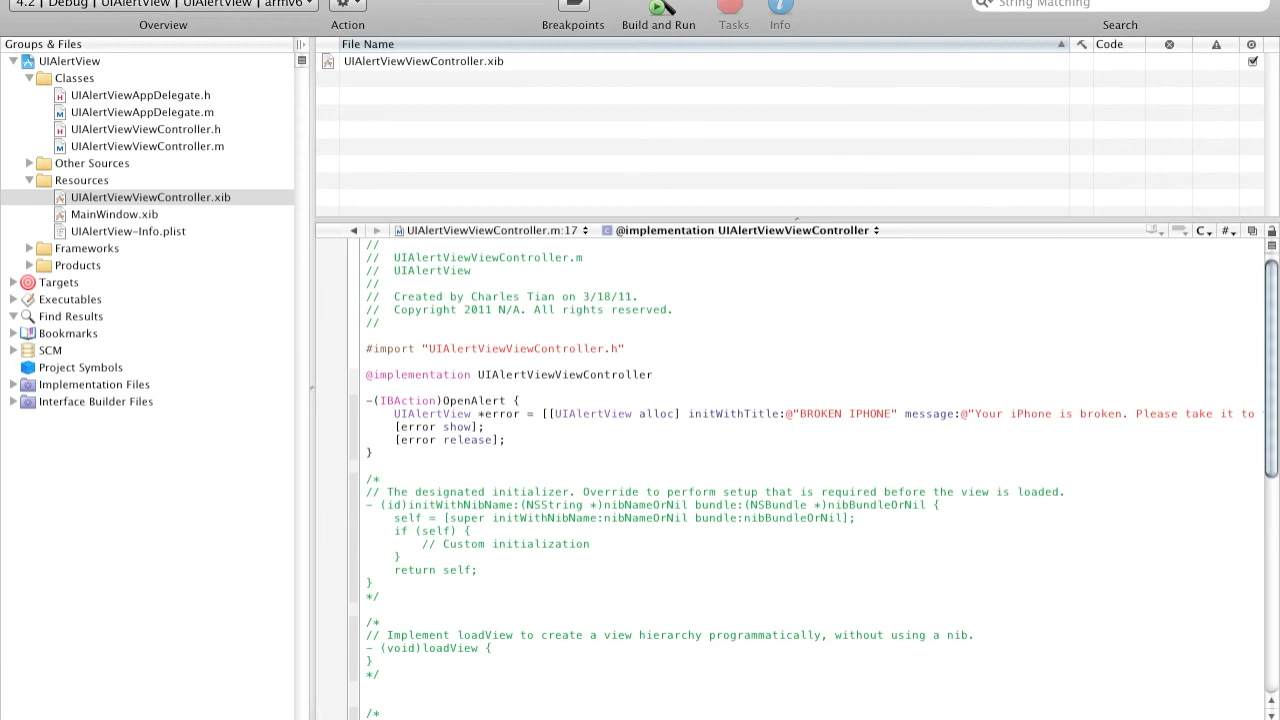 4.2 | Debug | UIAlertView | UIAlertView | armv6
String Matching
Overview
Action
Breakpoints
Build and Run
Tasks
Info
Search
Groups & Files
File Name
Code
UIAlertView
UIAlertViewViewController.xib
Classes
UIAlertViewAppDelegate.h
UIAlertViewAppDelegate.m
UIAlertViewViewController.h
UIAlertViewViewController.m
Other Sources
Resources
UIAlertViewViewController.xib
MainWindow.xib
UIAlertView-Info.plist
Frameworks
Products
Targets
Executables
Find Results
Bookmarks
SCM
Project Symbols
Implementation Files
Interface Builder Files
UIAlertViewViewController.m:17
C @implementation UIAlertViewViewController
C
#
//
// UIAlertViewViewController.m
// UIAlertView
//
// Created by Charles Tian on 3/18/11.
// Copyright 2011 N/A. All rights reserved.
//
#import "UIAlertViewViewController.h"
@implementation UIAlertViewViewController
-(IBAction)OpenAlert {
UIAlertView *error = [[UIAlertView alloc] initWithTitle:@"BROKEN IPHONE" message:@"Your iPhone is broken. Please take it to
[error show];
[error release];
}
/*
// The designated initializer. Override to perform setup that is required before the view is loaded.
- (id)initWithNibName:(NSString *)nibNameOrNil bundle:(NSBundle *)nibBundleOrNil {
self = [super initWithNibName:nibNameOrNil bundle:nibBundleOrNil];
if (self) {
// Custom initialization
}
return self;
}
*/
/*
// Implement loadView to create a view hierarchy programmatically, without using a nib.
- (void)loadView {
}
*/
/*